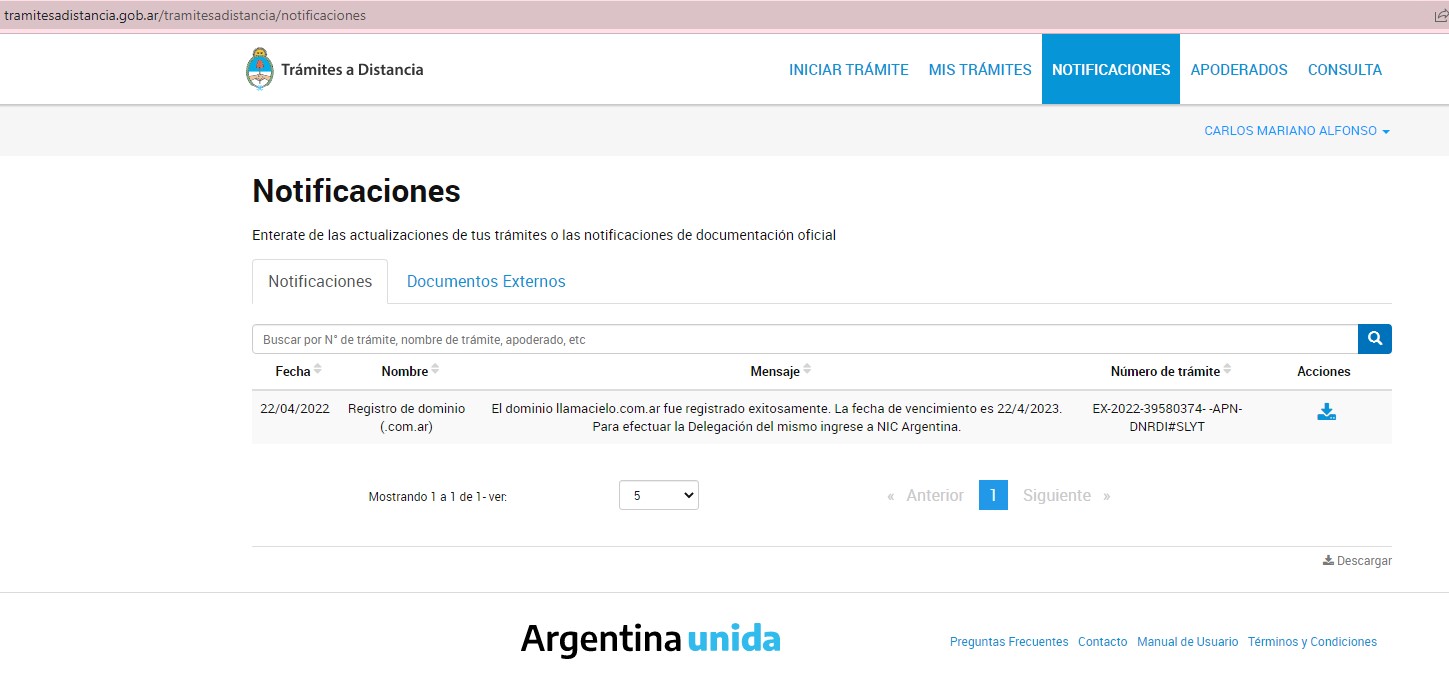 tramitesadistancia.gob.ar/tramitesadistancia/notificaciones
Trámites a Distancia
INICIAR TRÁMITE MIS TRÁMITES NOTIFICACIONES APODERADOS CONSULTA
CARLOS MARIANO ALFONSO
Notificaciones
Enterate de las actualizaciones de tus trámites o las notificaciones de documentación oficial
Notificaciones Documentos Externos
Buscar por N° de trámite, nombre de trámite, apoderado, etc
Fecha Nombre Mensaje Número de trámite Acciones
22/04/2022 Registro de dominio El dominio llamacielo.com.ar fue registrado exitosamente. La fecha de vencimiento es 22/4/2023. EX-2022-39580374- -APN-
(.com.ar) Para efectuar la Delegación del mismo ingrese a NIC Argentina. DNRDI#SLYT
Mostrando 1 a 1 de 1- ver: 5 « Anterior 1 Siguiente »
Descargar
Argentina unida
Preguntas Frecuentes Contacto Manual de Usuario Términos y Condiciones